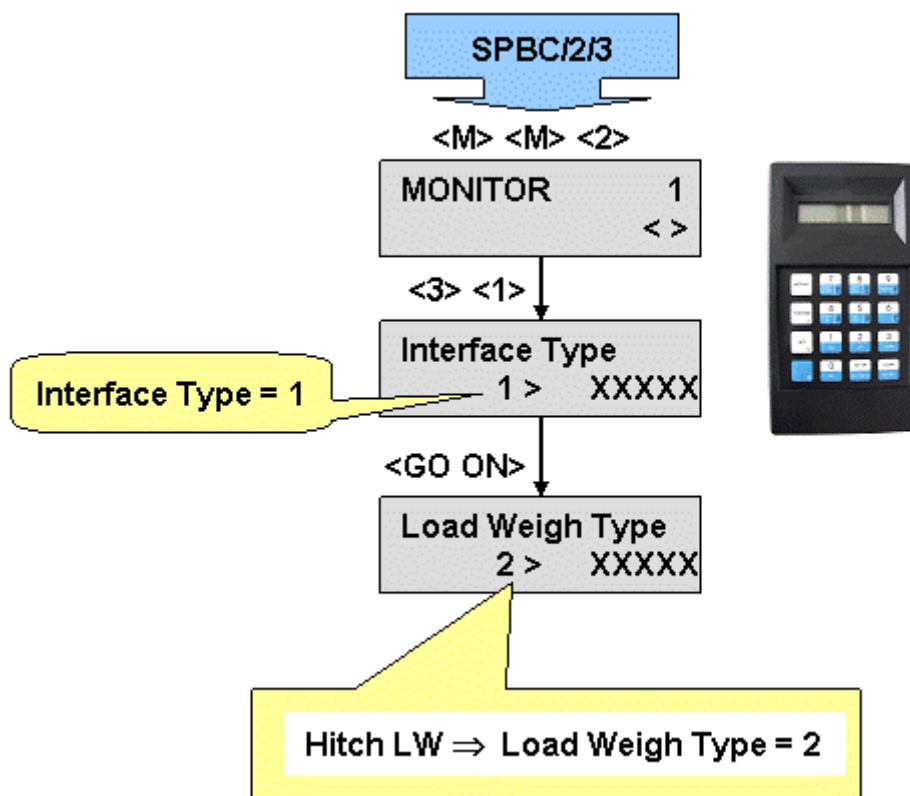 SPBC/2/3
<M> <M> <2>
MONITOR 1
< >
<3> <1>
Interface Type
1 > XXXXX
Interface Type = 1
<GO ON>
Load Weigh Type
2 > XXXXX
Hitch LW ⇒ Load Weigh Type = 2